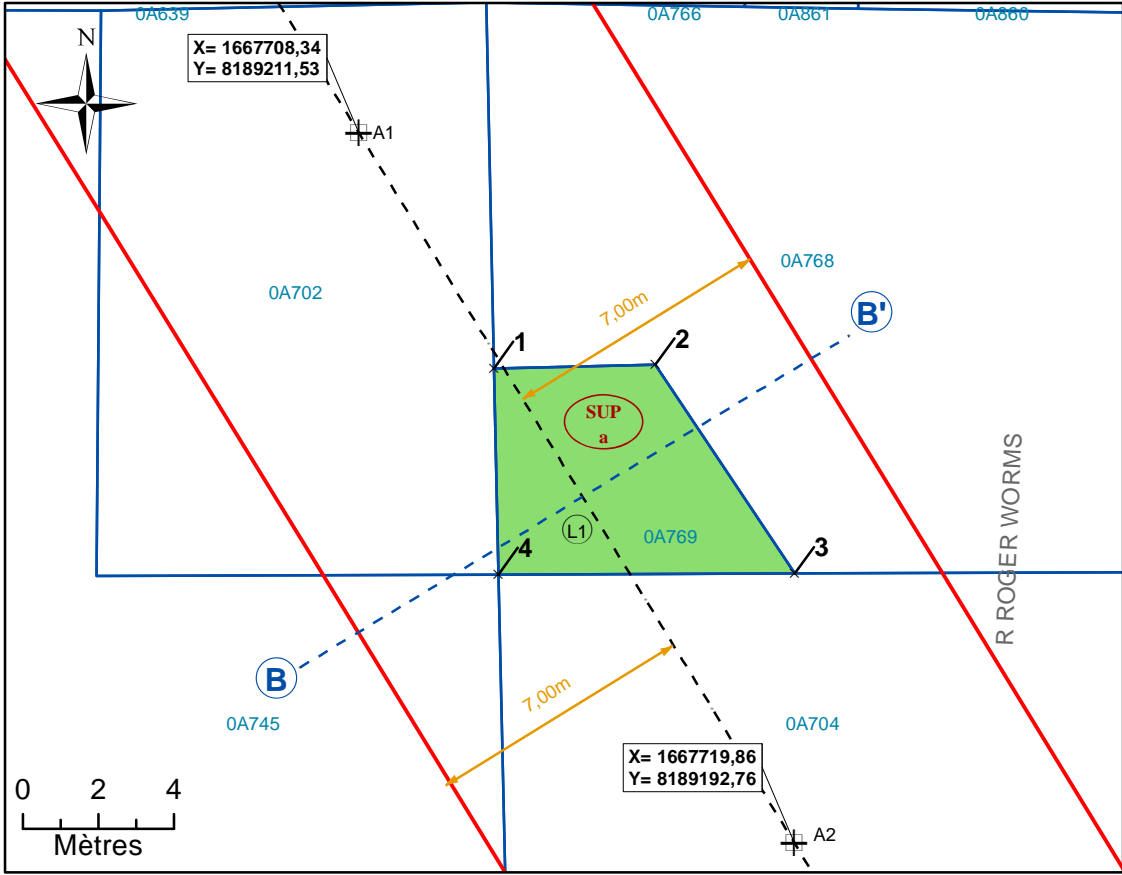 0A639
0A766
0A861
0A860
N
X= 1667708,34
Y= 8189211,53
A1
0A768
0A702
7,00m
B'
1
2
SUP
a
R ROGER WORMS
L1
0A769
4
3
B
7,00m
0A745
0A704
X= 1667719,86
Y= 8189192,76
0 2 4
Mètres
A2